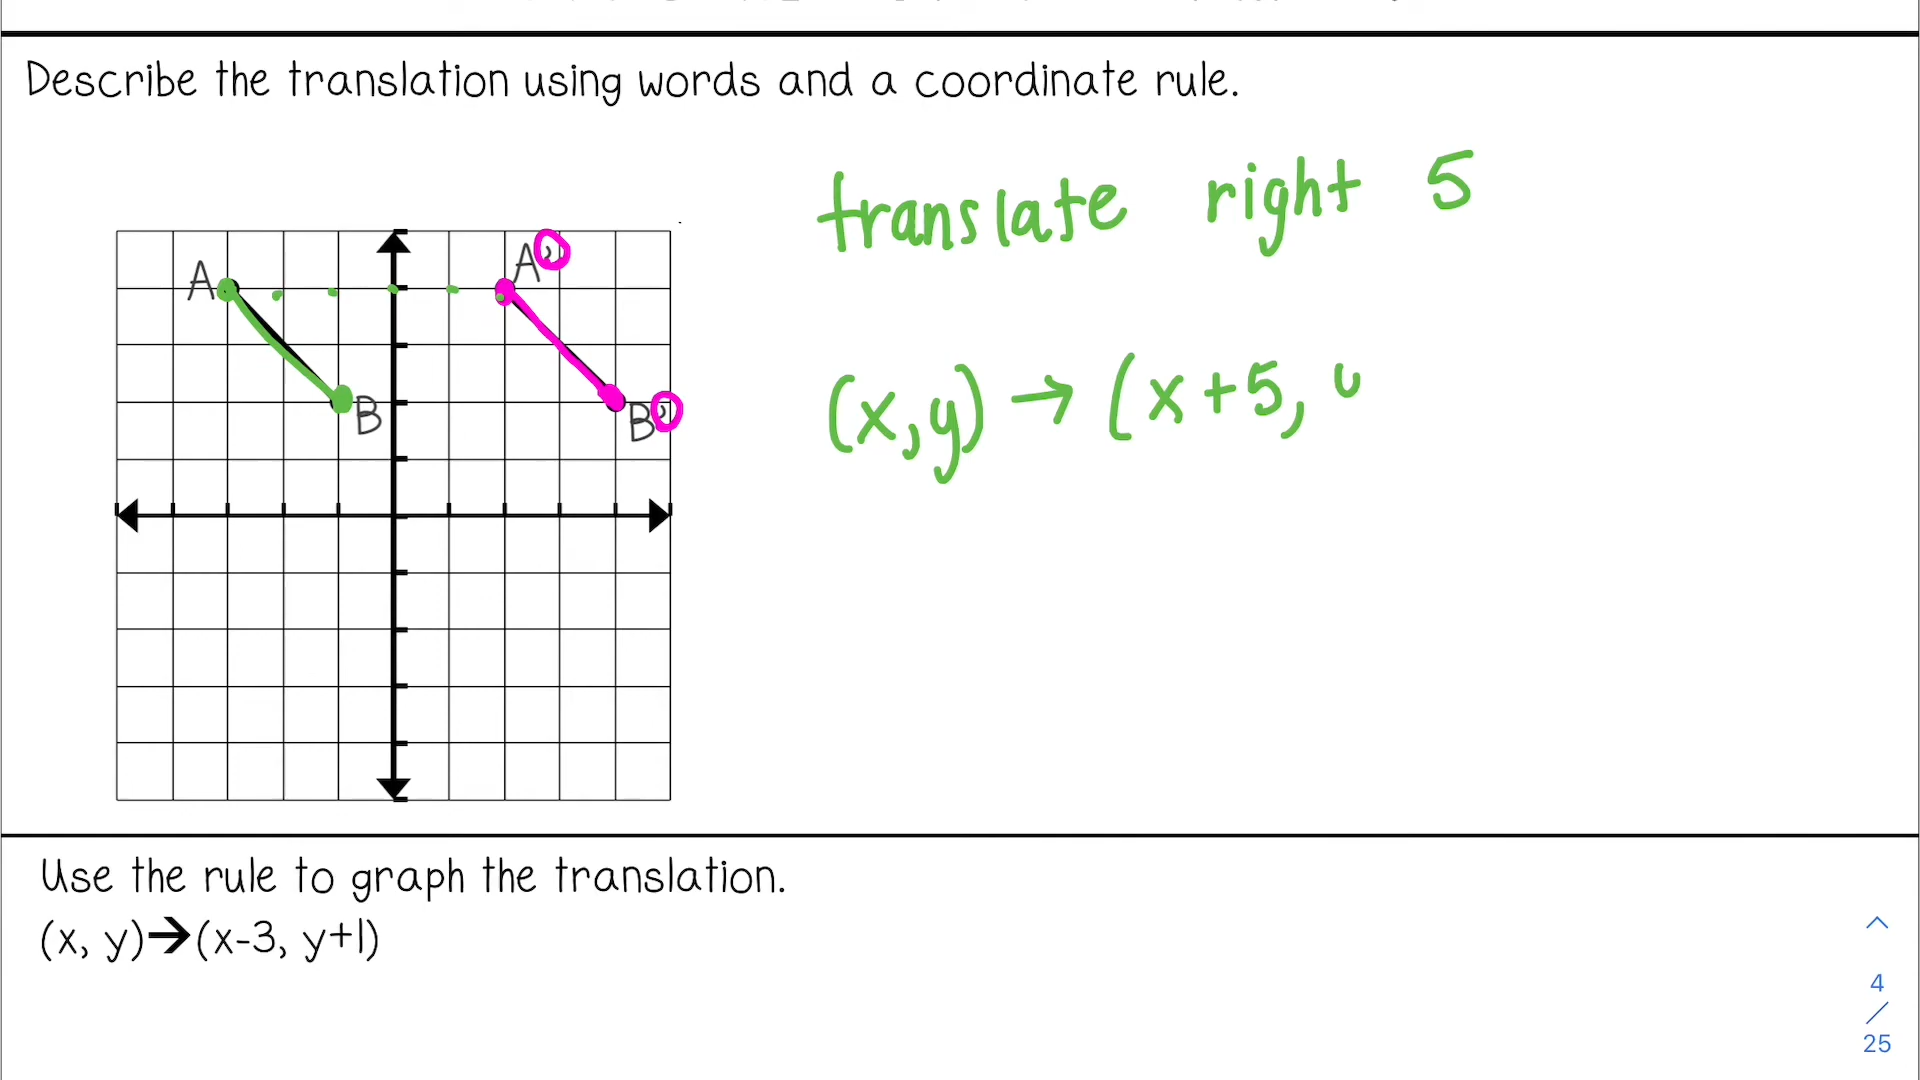 Describe the translation using words and a coordinate rule.
translate right 5
A
A'
B
B'
(x,y) → (x+5,
Use the rule to graph the translation.
(x, y)➔(x-3, y+1)
4
/
25